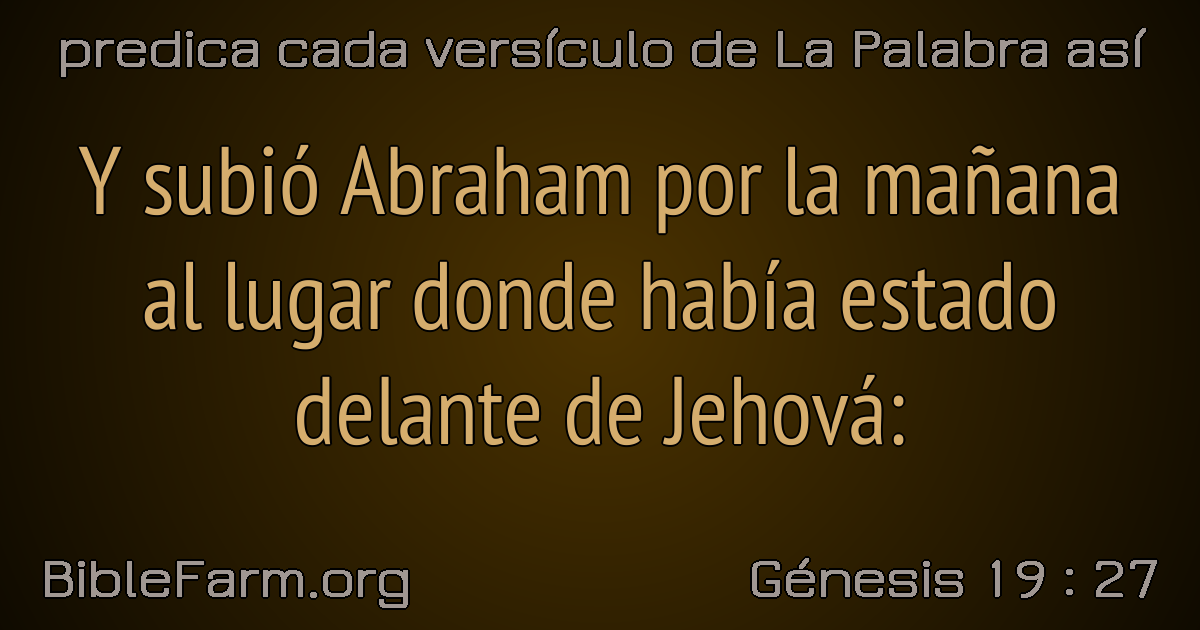 predica cada versículo de La Palabra así
Y subió Abraham por la mañana
al lugar donde había estado
delante de Jehová:
BibleFarm.org
Génesis 19 : 27